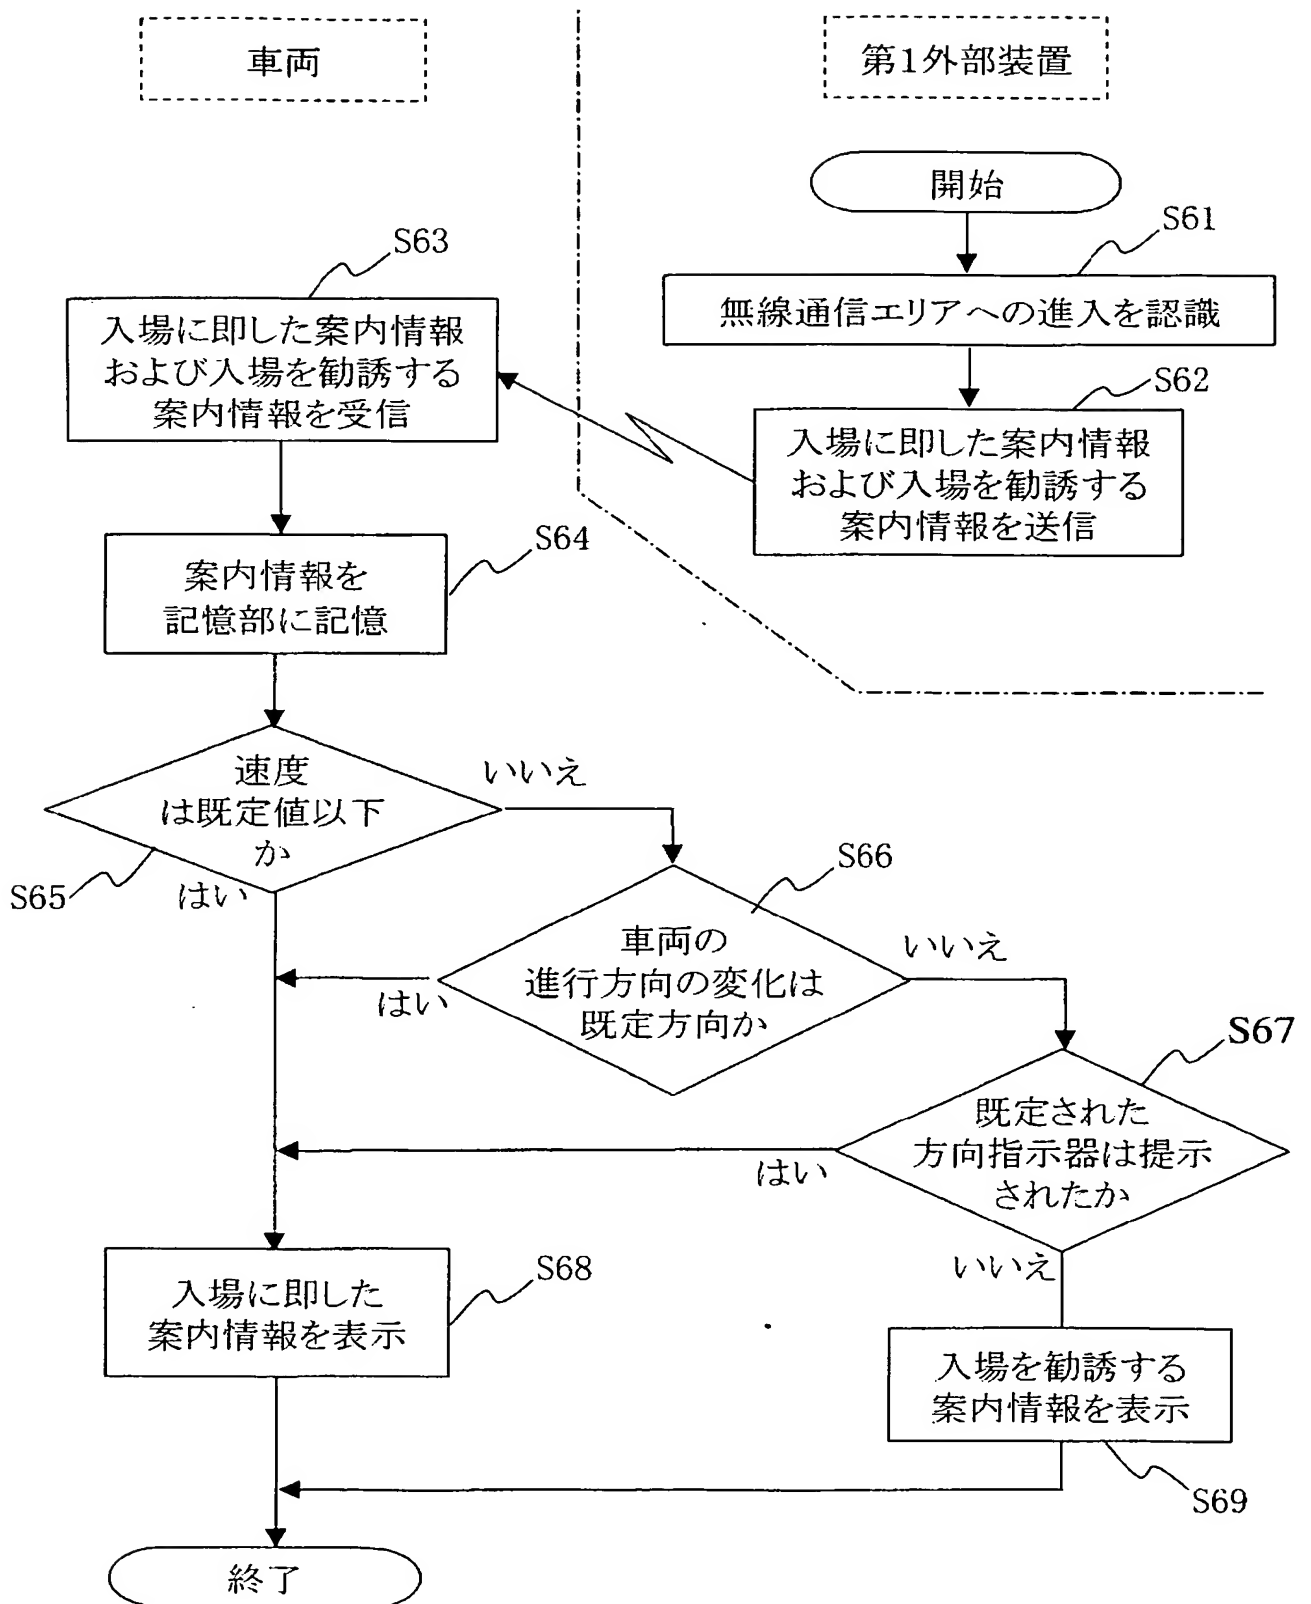 車両
第1外部装置
開始
S61
無線通信エリアへの進入を認識
S62
入場に即した案内情報
および入場を勧誘する
案内情報を送信
S63
入場に即した案内情報
および入場を勧誘する
案内情報を受信
S64
案内情報を
記憶部に記憶
速度
は既定値以下
か
S65
はい
いいえ
S66
車両の
進行方向の変化は
既定方向か
はい
いいえ
S67
既定された
方向指示器は提示
されたか
はい
いいえ
S68
入場に即した
案内情報を表示
入場を勧誘する
案内情報を表示
S69
終了